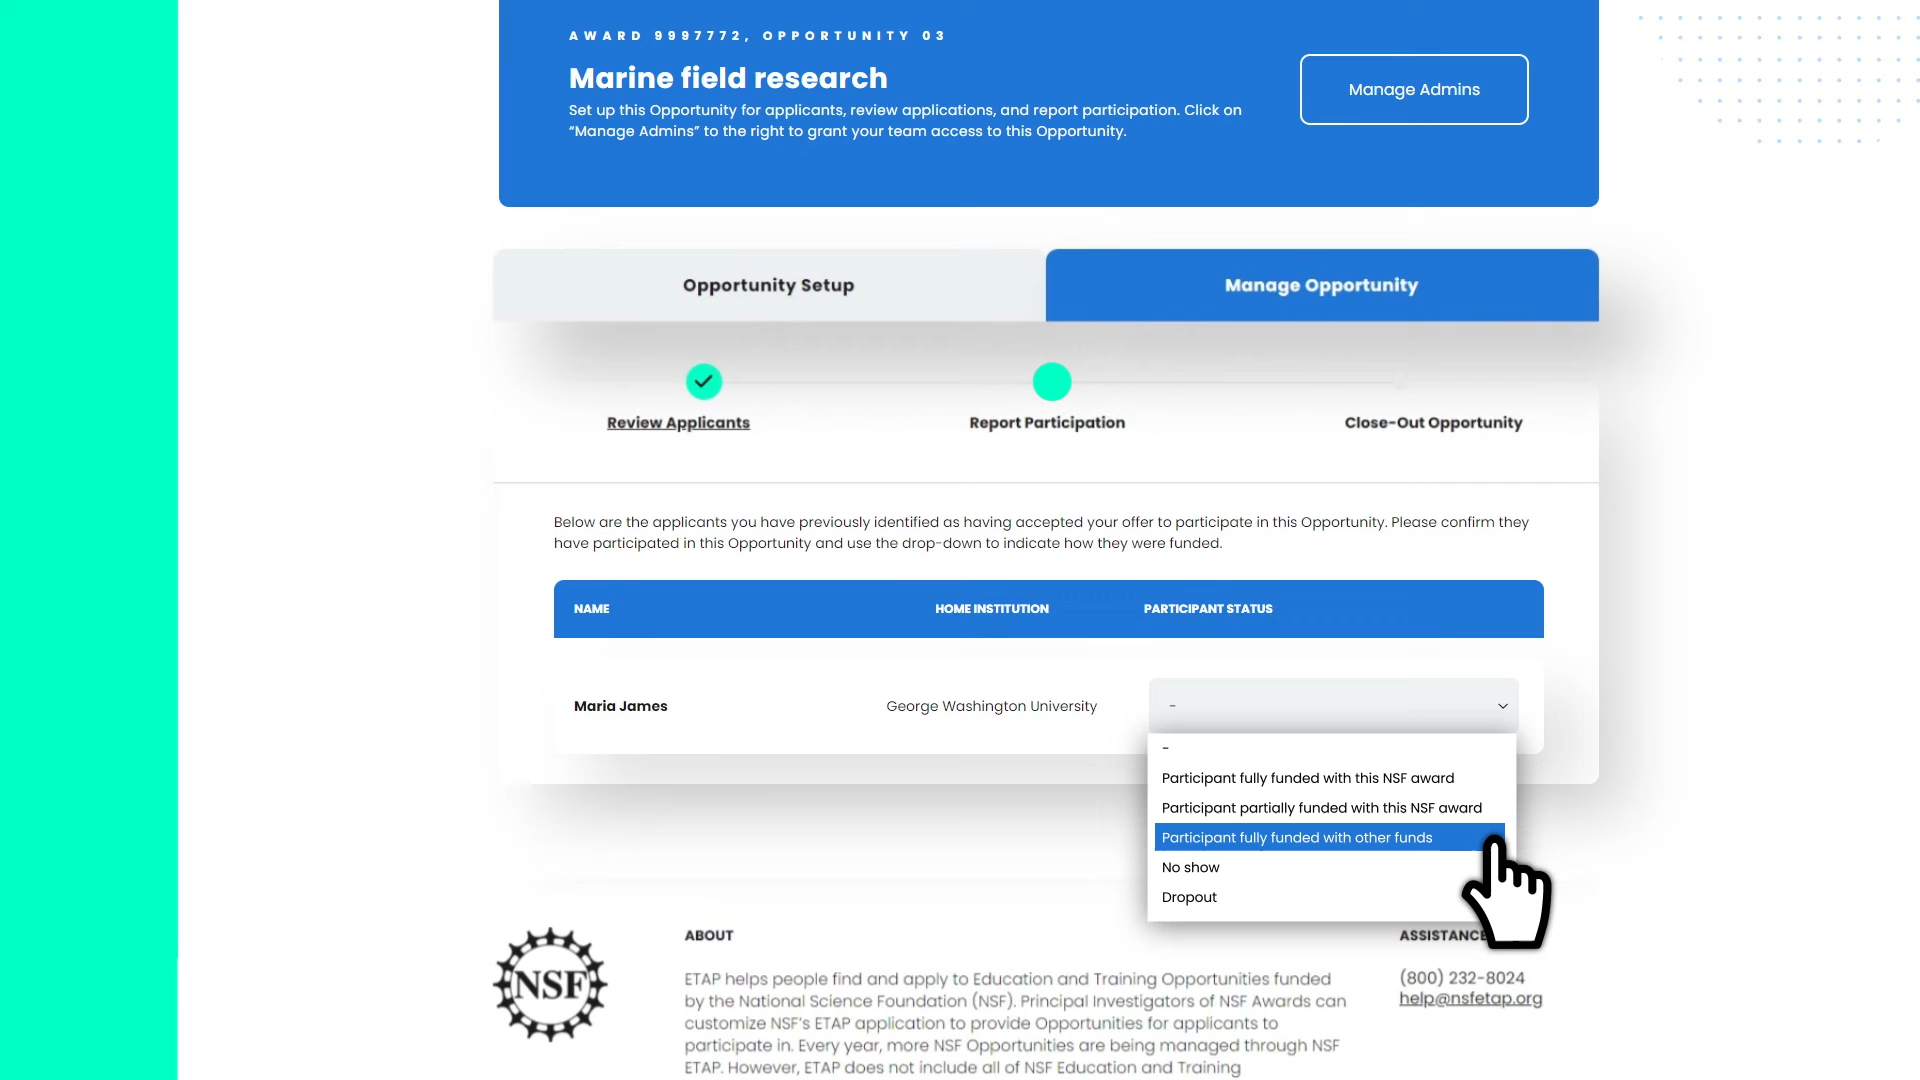 AWARD 9997772, OPPORTUNITY 03
Marine field research
Set up this Opportunity for applicants, review applications, and report participation. Click on
“Manage Admins” to the right to grant your team access to this Opportunity.
Manage Admins
Opportunity Setup
Manage Opportunity
Review Applicants
Report Participation
Close-Out Opportunity
Below are the applicants you have previously identified as having accepted your offer to participate in this Opportunity. Please confirm they
have participated in this Opportunity and use the drop-down to indicate how they were funded.
NAME
HOME INSTITUTION
PARTICIPANT STATUS
Maria James
George Washington University
-
-
Participant fully funded with this NSF award
Participant partially funded with this NSF award
Participant fully funded with other funds
No show
Dropout
NSF
ABOUT
ETAP helps people find and apply to Education and Training Opportunities funded
by the National Science Foundation (NSF). Principal Investigators of NSF Awards can
customize NSF's ETAP application to provide Opportunities for applicants to
participate in. Every year, more NSF Opportunities are being managed through NSF
ETAP. However, ETAP does not include all of NSF Education and Training
ASSISTANCE
(800) 232-8024
help@nsfetap.org